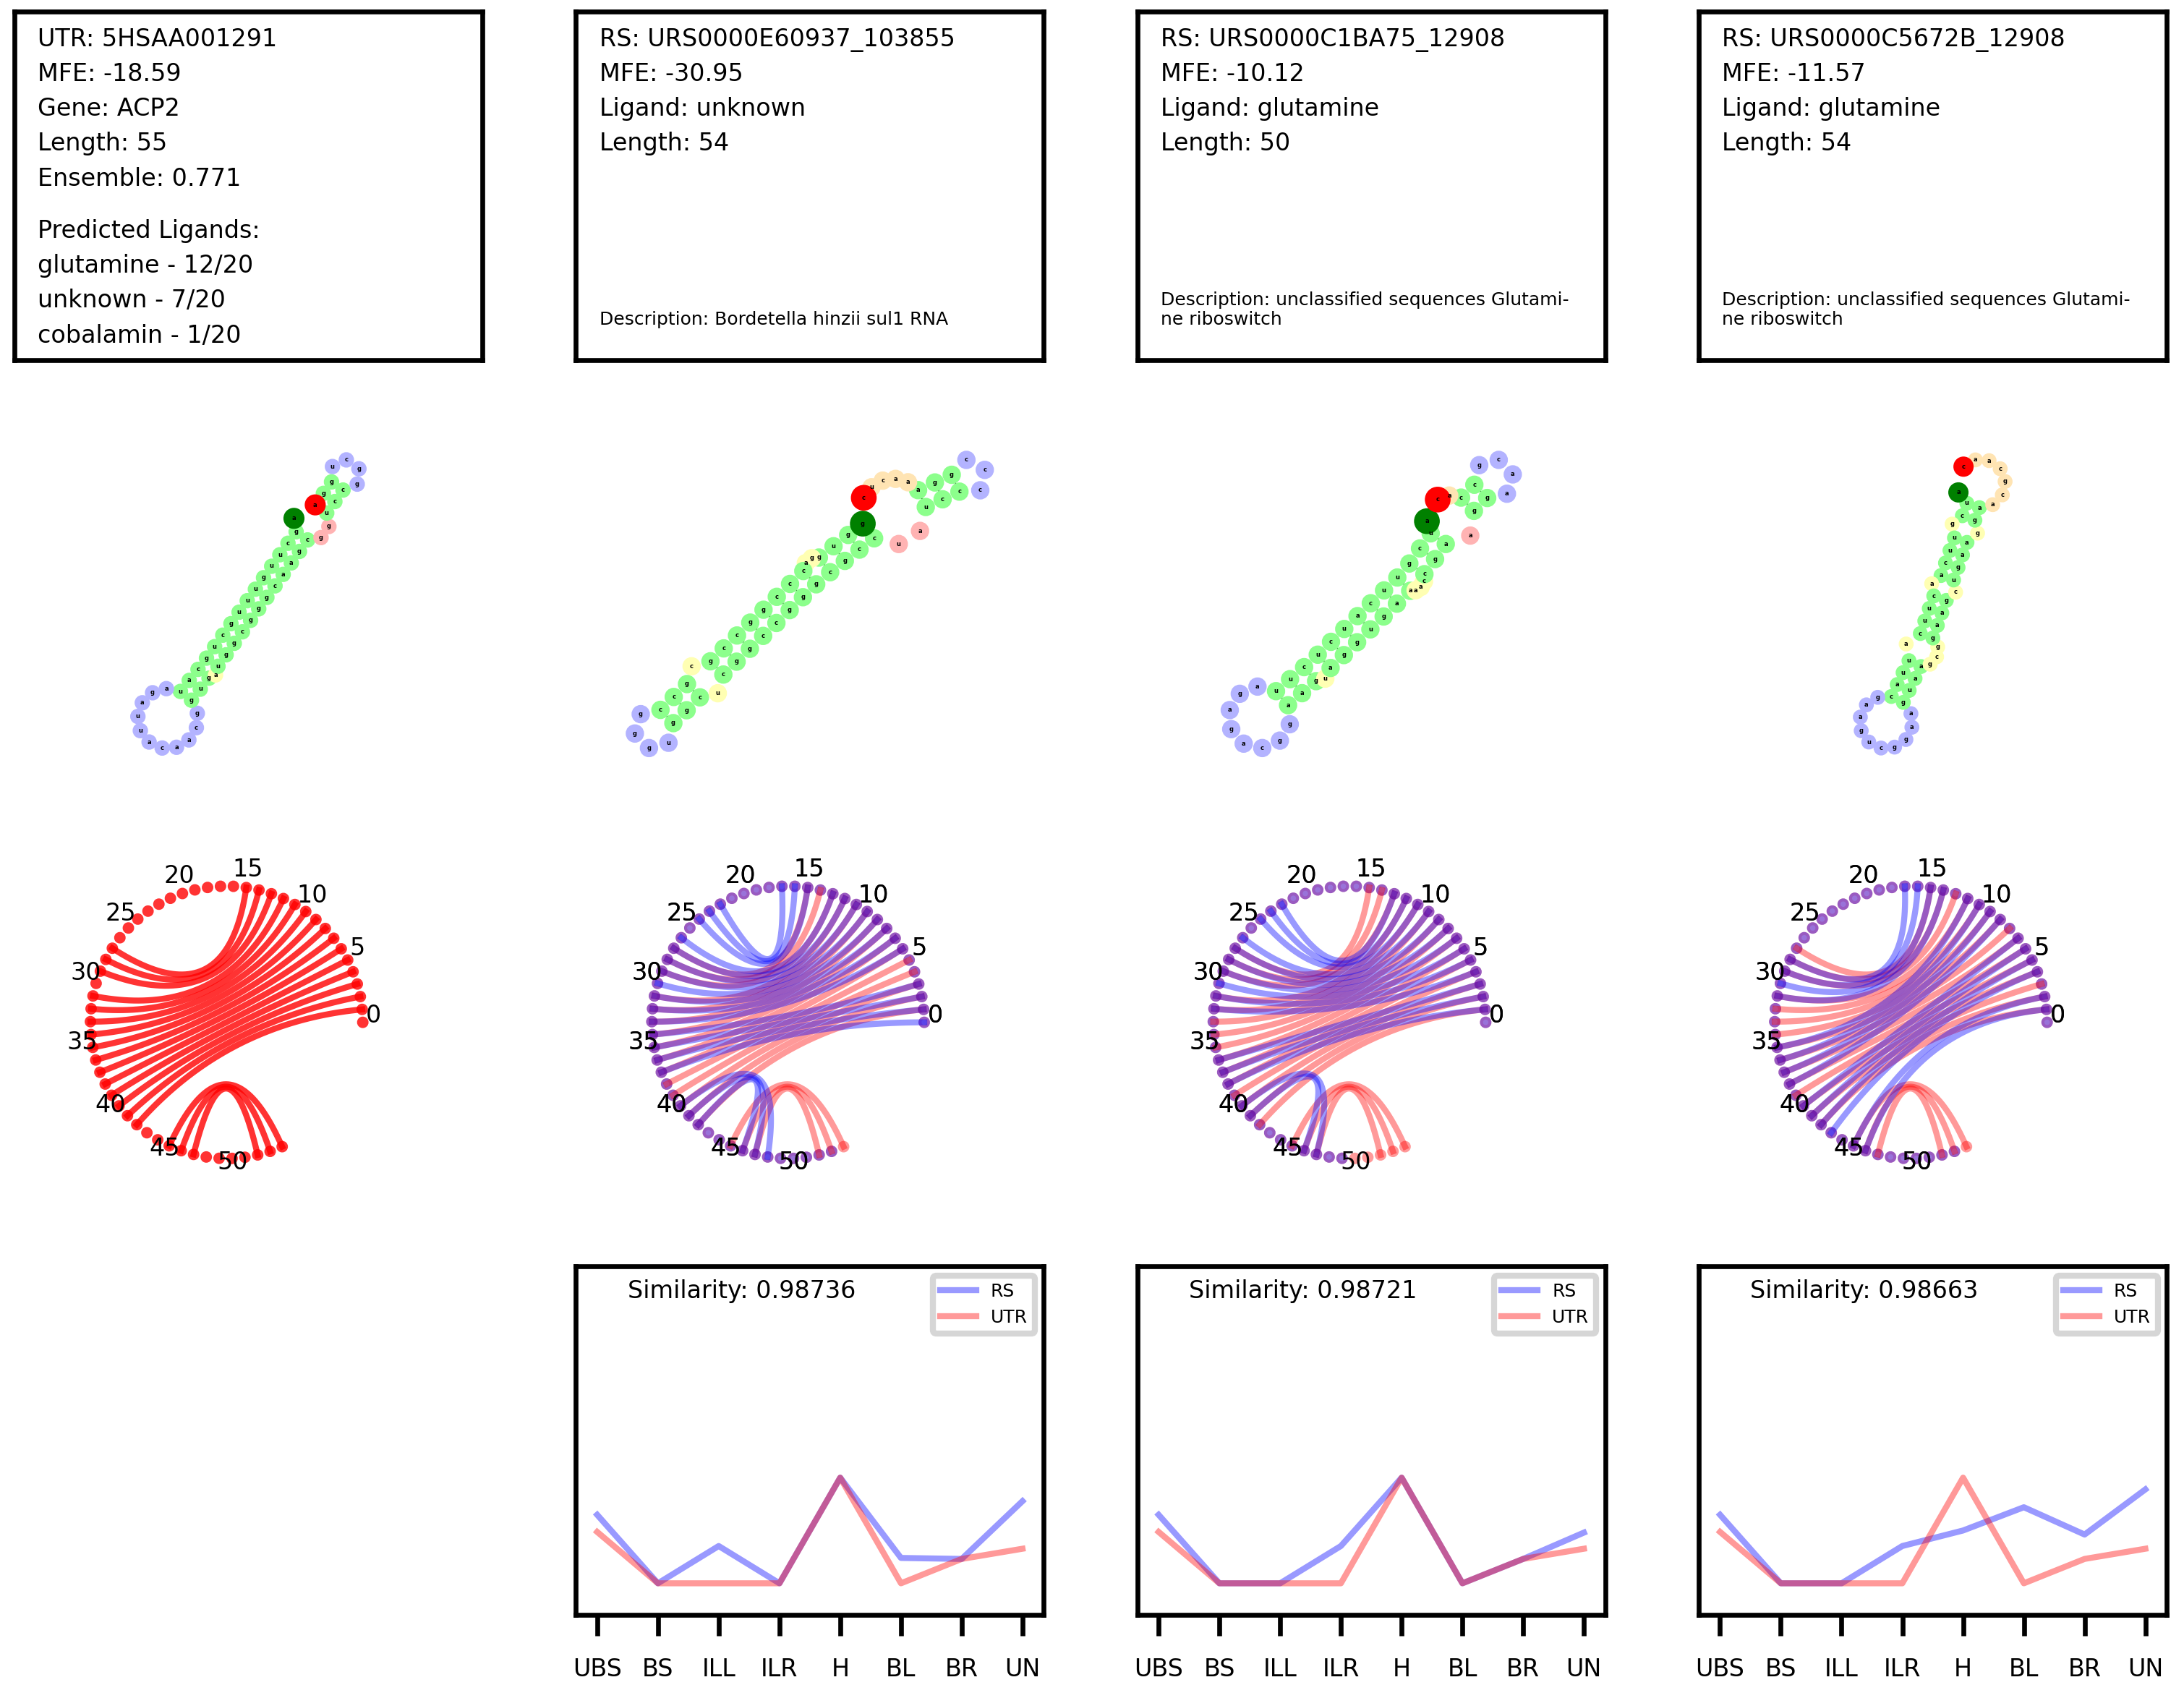 UTR: 5HSAA001291
MFE: -18.59
Gene: ACP2
Length: 55
Ensemble: 0.771
Predicted Ligands:
glutamine - 12/20
unknown - 7/20
cobalamin - 1/20
RS: URS0000E60937_103855
MFE: -30.95
Ligand: unknown
Length: 54
Description: Bordetella hinzii sul1 RNA
RS: URS0000C1BA75_12908
MFE: -10.12
Ligand: glutamine
Length: 50
Description: unclassified sequences Glutami-
ne riboswitch
RS: URS0000C5672B_12908
MFE: -11.57
Ligand: glutamine
Length: 54
Description: unclassified sequences Glutami-
ne riboswitch
0
5
10
15
20
25
30
35
40
45
50
0
5
10
15
20
25
30
35
40
45
50
0
5
10
15
20
25
30
35
40
45
50
0
5
10
15
20
25
30
35
40
45
50
Similarity: 0.98736
RS
UTR
UBS BS ILL ILR H BL BR UN
Similarity: 0.98721
RS
UTR
UBS BS ILL ILR H BL BR UN
Similarity: 0.98663
RS
UTR
UBS BS ILL ILR H BL BR UN